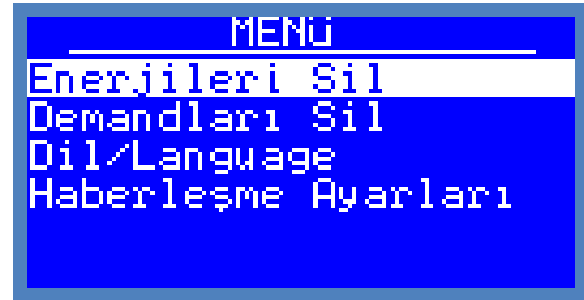 MENü
Enerjileri Sil
Demandları Sil
Dil/Language
Haberleşme Ayarları